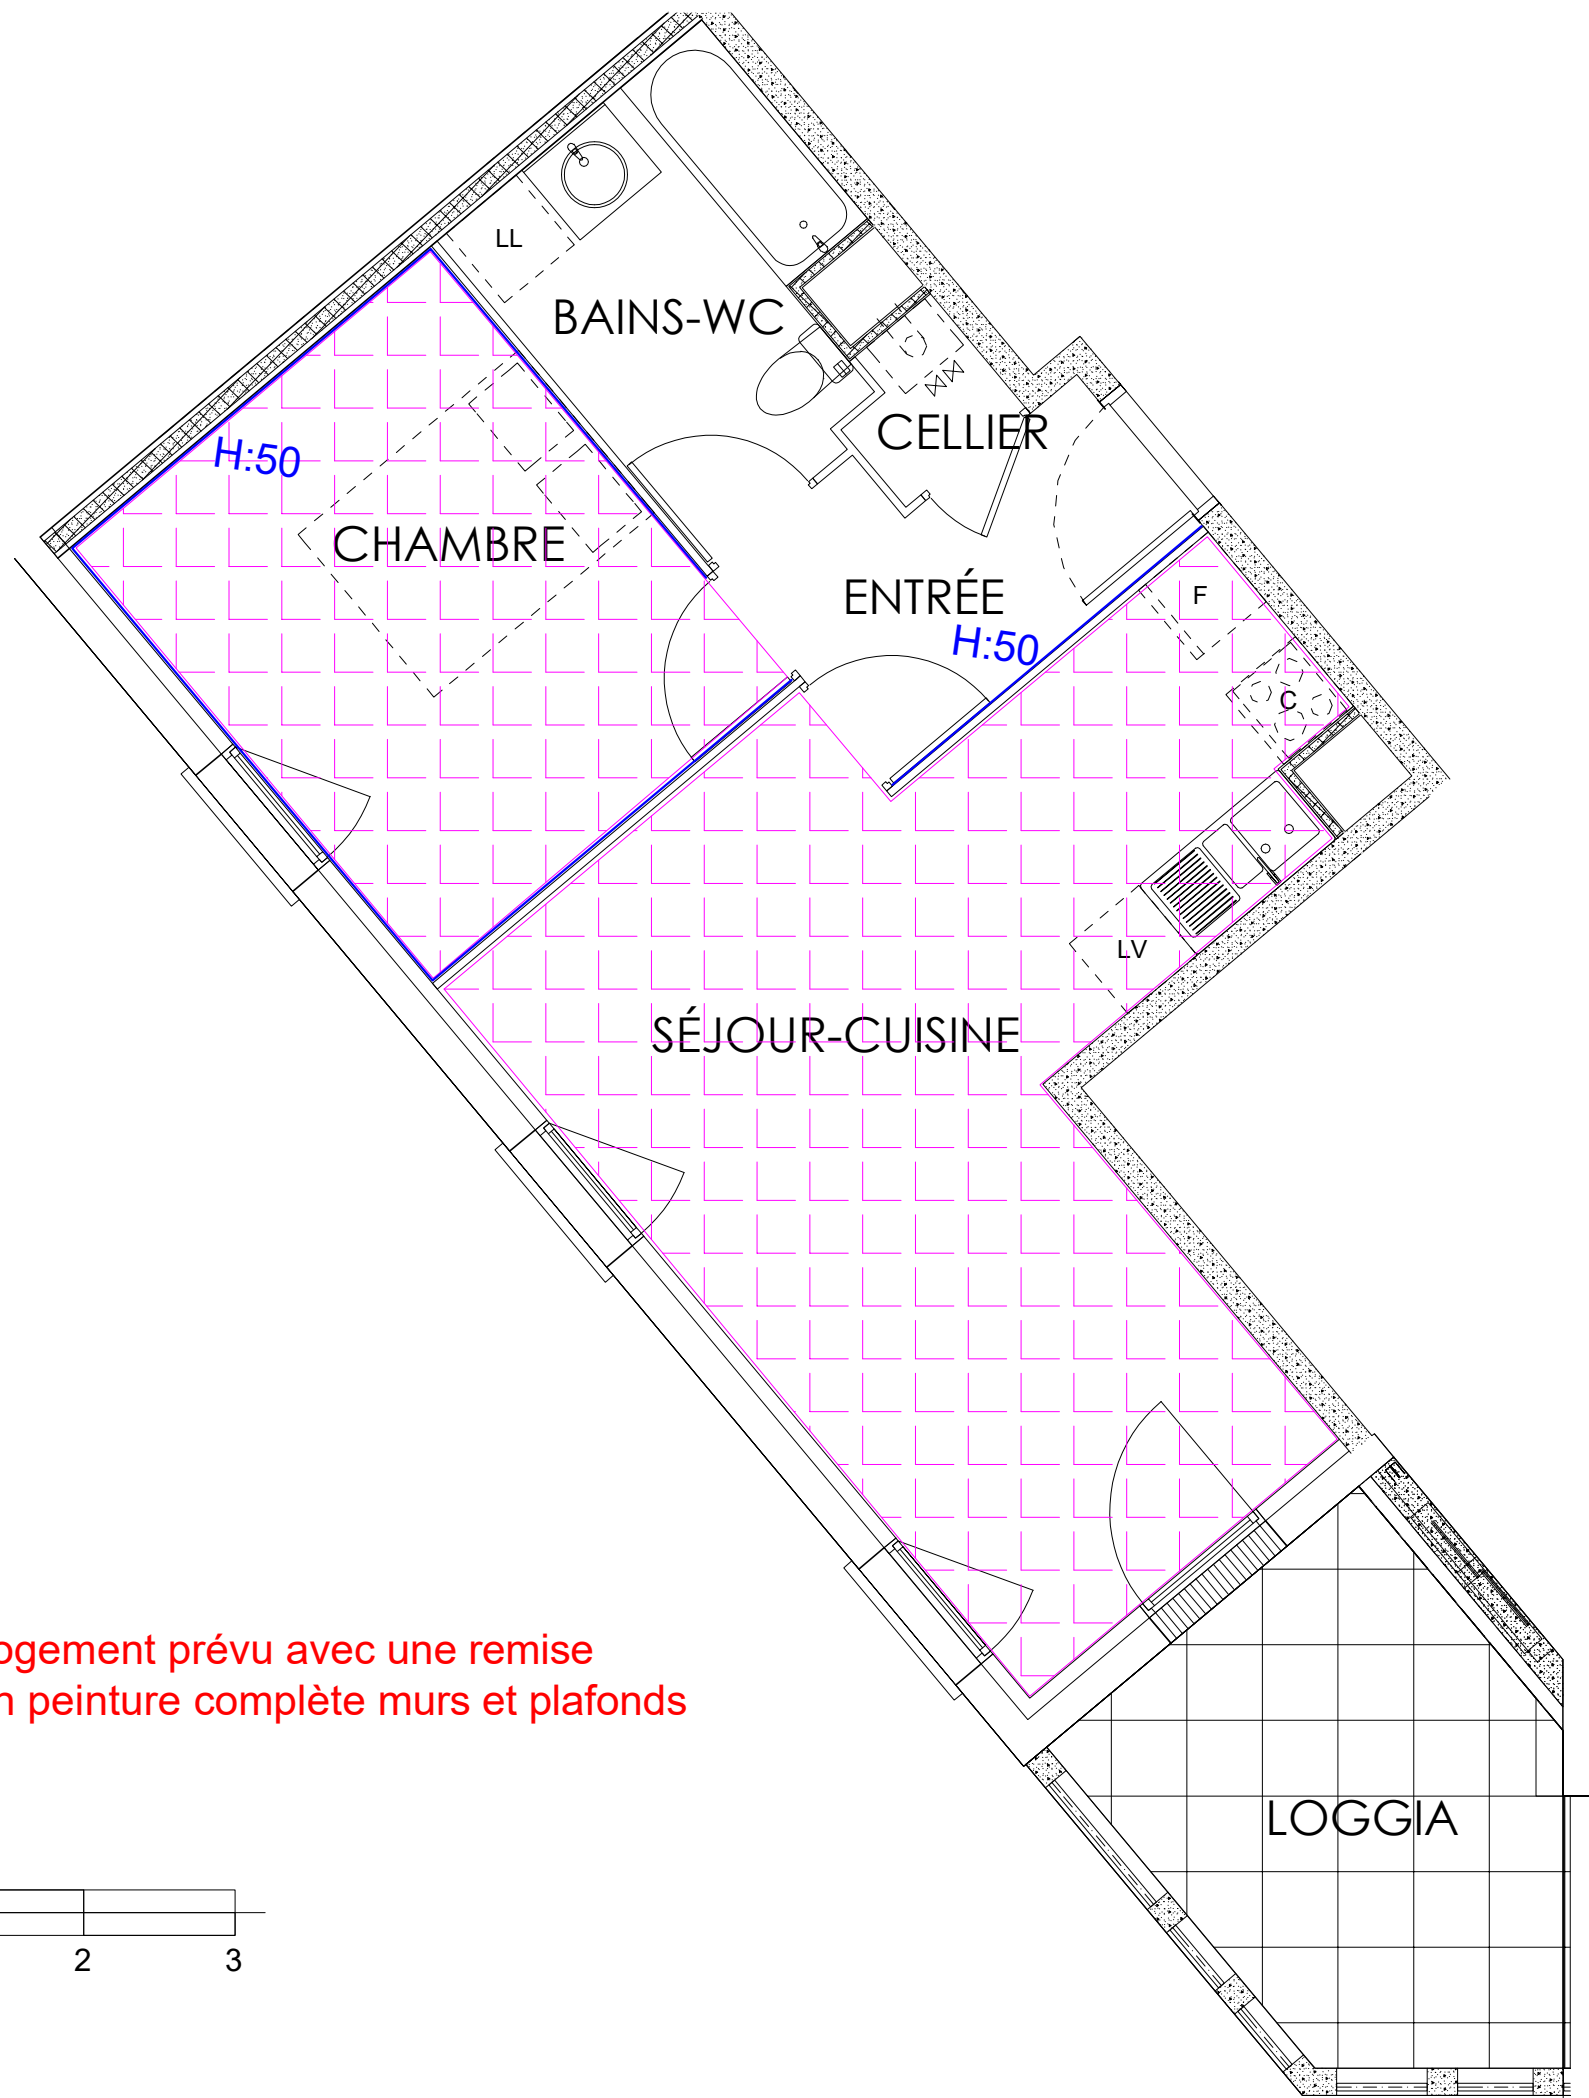 LL
BAINS-WC
CELLIER
H:50
CHAMBRE
ENTRÉE
F
H:50
C
LV
SÉJOUR-CUISINE
ogement prévu avec une remise
n peinture complète murs et plafonds
LOGGIA
2
3